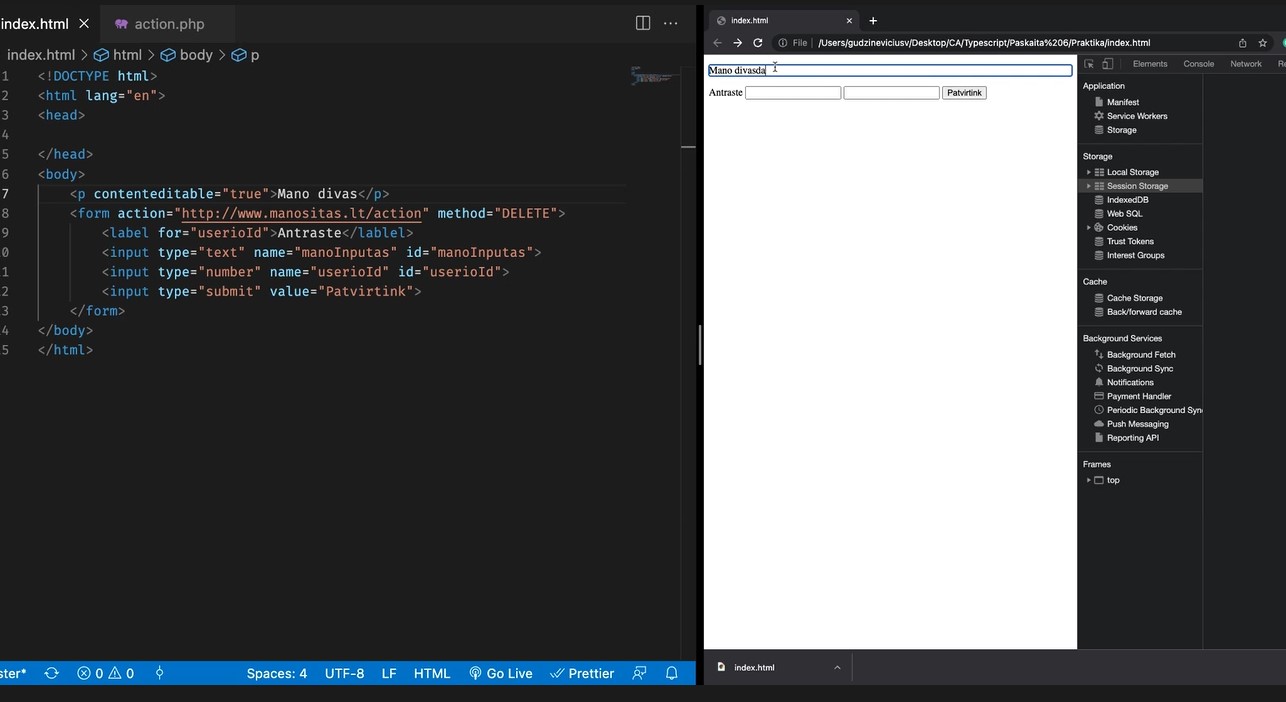 index.html
action.php
index.html > html > body > p
1 <!DOCTYPE html>
2 <html lang="en">
3 <head>
4
5 </head>
6 <body>
7 <p contenteditable="true">Mano divas</p>
8 <form action="http://www.manositas.lt/action" method="DELETE">
9 <label for="userioId">Antraste</lablel>
0 <input type="text" name="manoInputas" id="manoInputas">
1 <input type="number" name="userioId" id="userioId">
2 <input type="submit" value="Patvirtink">
3 </form>
4 </body>
5 </html>
ster* 0 0 Spaces: 4 UTF-8 LF HTML Go Live Prettier
index.html
File | /Users/gudzineviciusv/Desktop/CA/Typescript/Paskaita%206/Praktika/index.html
Mano divasda
Antraste Patvirtink
Elements Console Network Re
Application
Manifest
Service Workers
Storage
Storage
Local Storage
Session Storage
IndexedDB
Web SQL
Cookies
Trust Tokens
Interest Groups
Cache
Cache Storage
Back/forward cache
Background Services
Background Fetch
Background Sync
Notifications
Payment Handler
Periodic Background Syn
Push Messaging
Reporting API
Frames
top
index.html